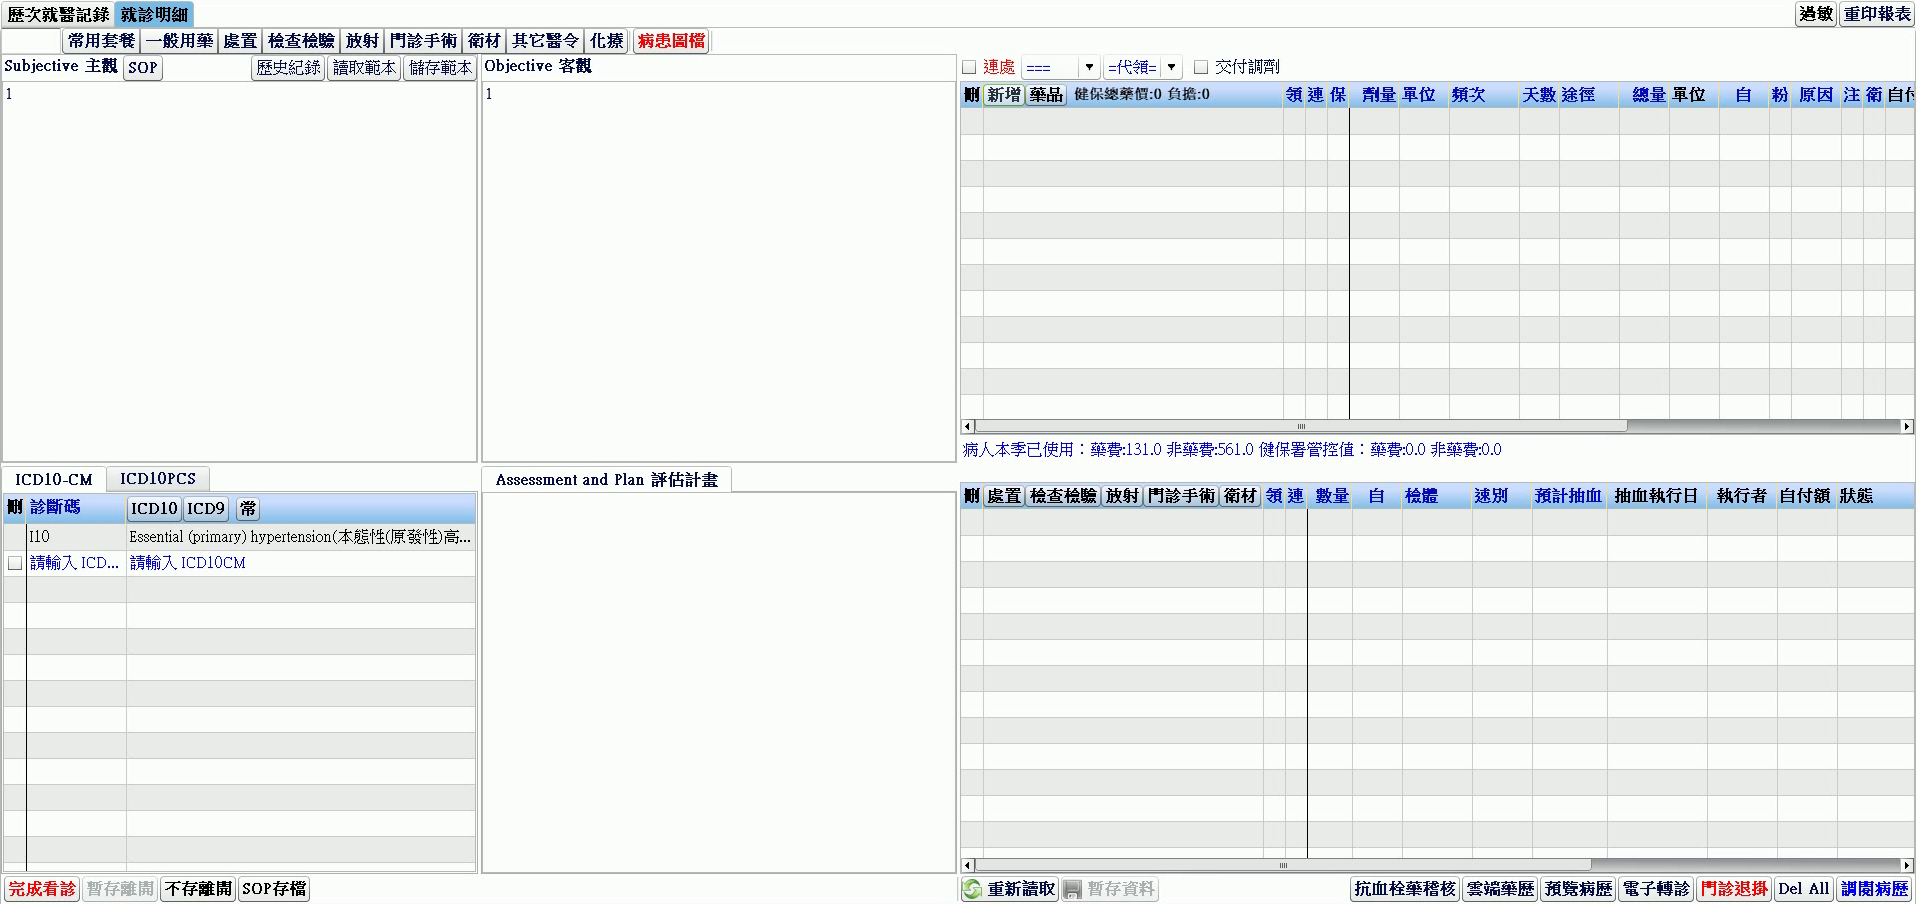 歷次就醫記錄 就診明細 過敏 重印報表
常用套餐 一般用藥 處置 檢查檢驗 放射 門診手術 衛材 其它醫令 化療 病患圖檔
Subjective 主觀 SOP 歷史紀錄 讀取範本 儲存範本 Objective 客觀
連處 === =代領= 交付調劑
1 1
刪 新增 藥品 健保總藥價:0 負擔:0 領 連 保 劑量 單位 頻次 天數 途徑 總量 單位 自 粉 原因 注 衛 自付
病人本季已使用：藥費:131.0 非藥費:561.0 健保署管控值：藥費:0.0 非藥費:0.0
ICD10-CM ICD10PCS Assessment and Plan 評估計畫
刪 診斷碼 ICD10 ICD9 常
刪 處置 檢查檢驗 放射 門診手術 衛材 領 連 數量 自 檢體 速別 預計抽血 抽血執行日 執行者 自付額 狀態
I10 Essential (primary) hypertension(本態性(原發性)高...
請輸入 ICD... 請輸入 ICD10CM
完成看診 暫存離開 不存離開 SOP存檔 重新讀取 暫存資料 抗血栓藥稽核 雲端藥歷 預覽病歷 電子轉診 門診退掛 Del All 調閱病歷